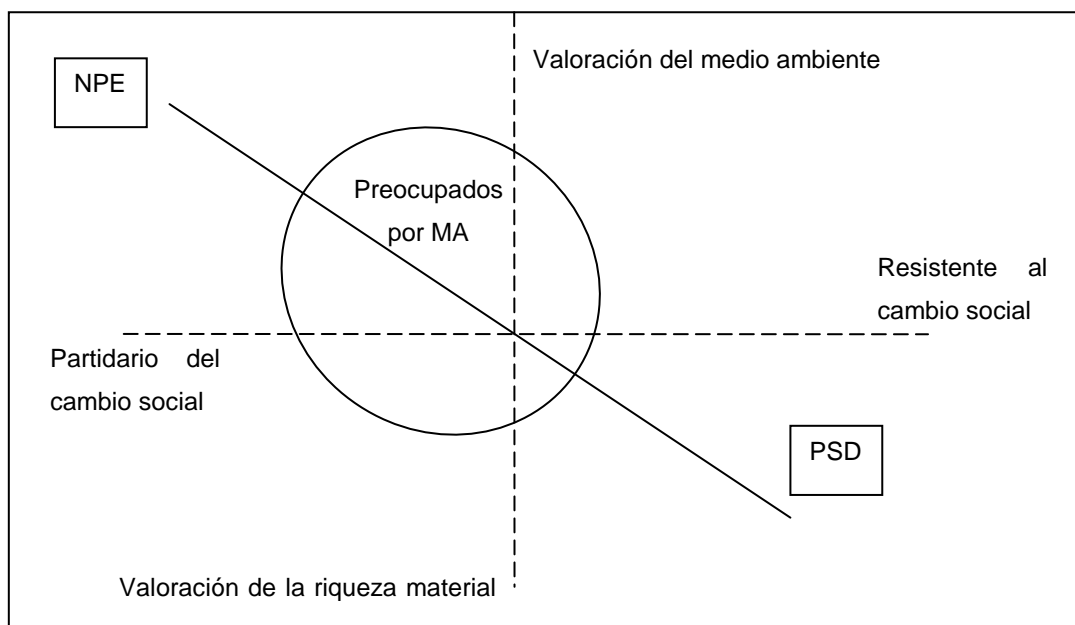 Valoración del medio ambiente
NPE
Preocupados
por MA
Resistente al
cambio social
Partidario del
cambio social
PSD
Valoración de la riqueza material